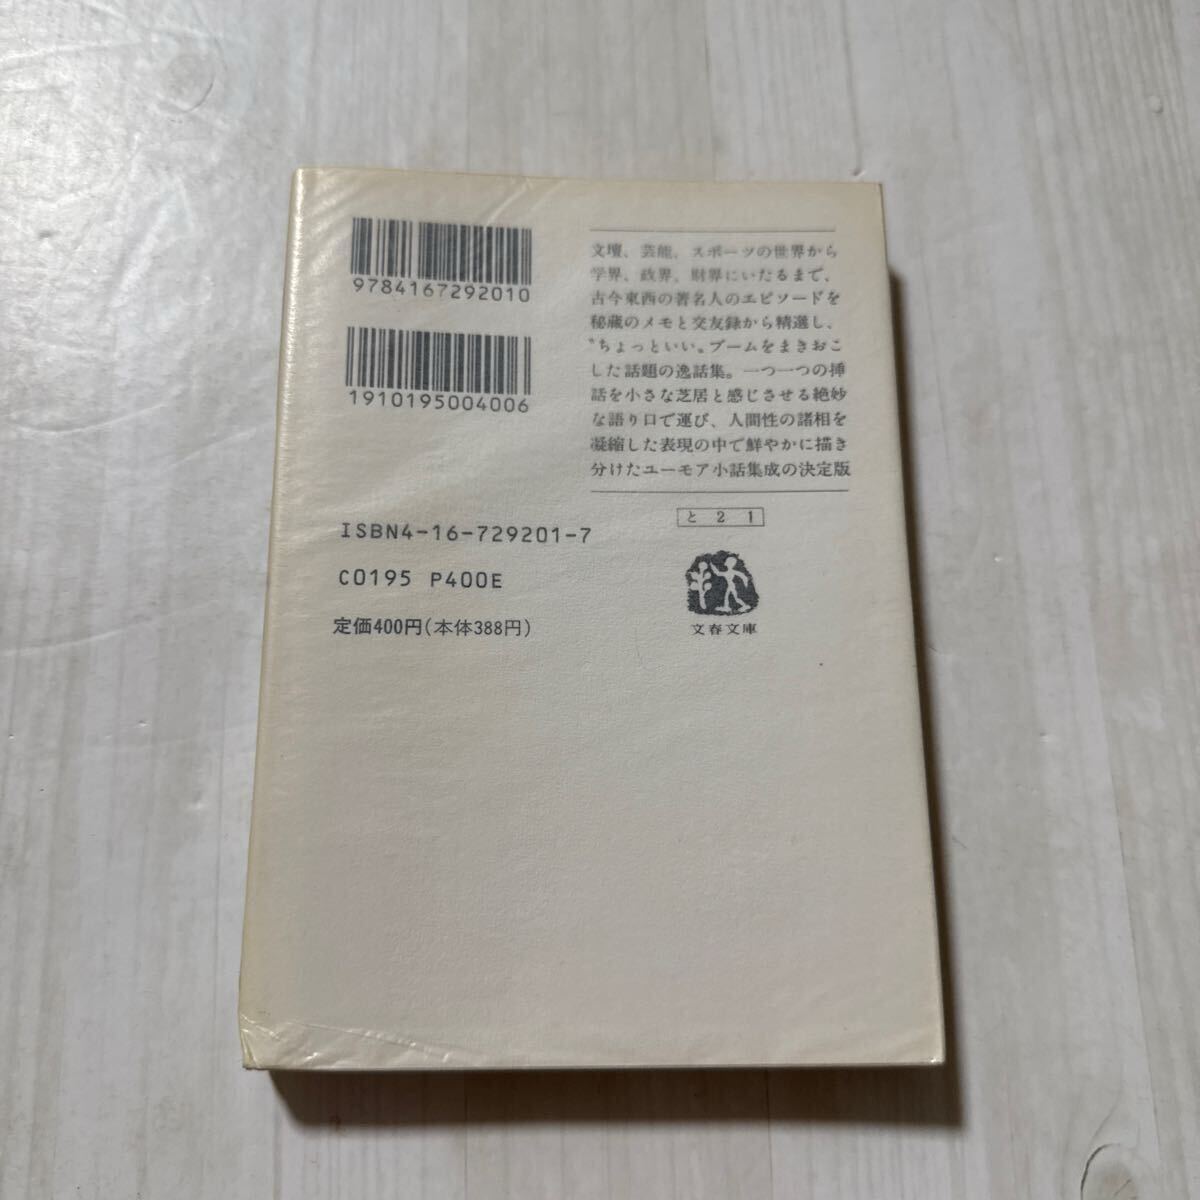 9784167292010
1910195004006
文壇、芸能、スポーツの世界から
学界、政界、財界にいたるまで、
古今東西の著名人のエピソードを
秘蔵のメモと交友録から精選し、
〝ちょっといい〟ブームをまきおこ
した話題の逸話集。一つ一つの挿
話を小さな芝居と感じさせる絶妙
な語り口で運び、人間性の諸相を
凝縮した表現の中で鮮やかに描き
分けたユーモア小話集成の決定版
と 2 1
文春文庫
ISBN4-16-729201-7
C0195 P400E
定価400円(本体388円)